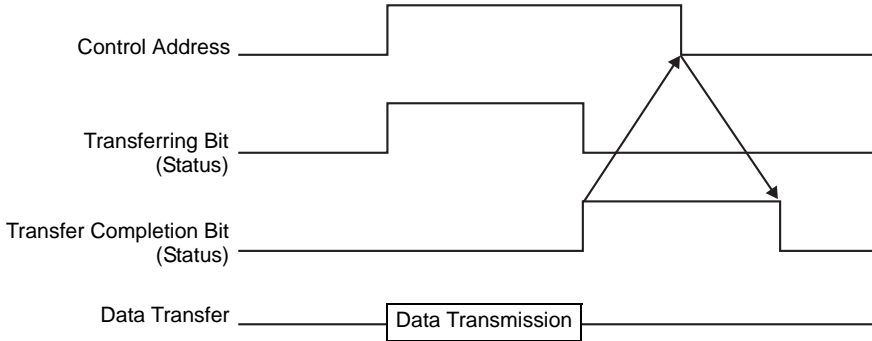 Control Address
Transferring Bit
(Status)
Transfer Completion Bit
(Status)
Data Transfer
Data Transmission